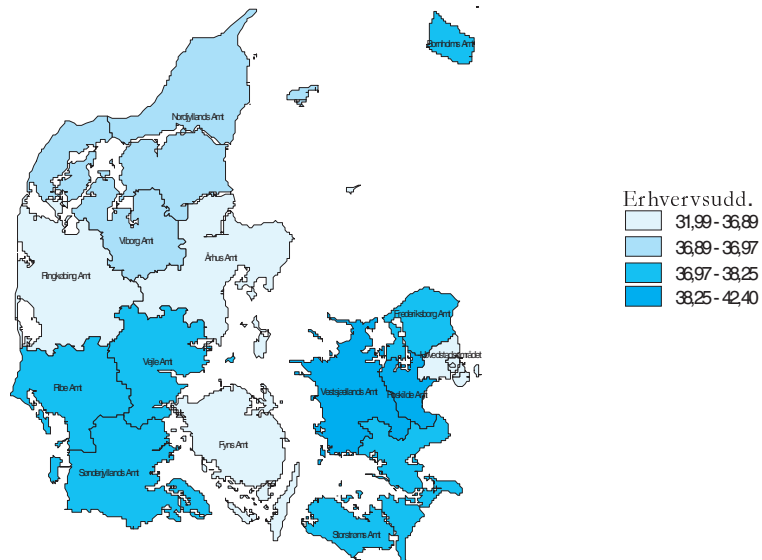 Bornholms Amt
Nordjyllands Amt
Viborg Amt
Århus Amt
Ringkøbing Amt
Erhvervsudd.
31,99 - 36,89
36,89 - 36,97
36,97 - 38,25
38,25 - 42,40
Frederiksborg Amt
Hovedstadsområdet
Vejle Amt
Ribe Amt
Vestsjællands Amt
Roskilde Amt
Fyns Amt
Sønderjyllands Amt
Storstrøms Amt